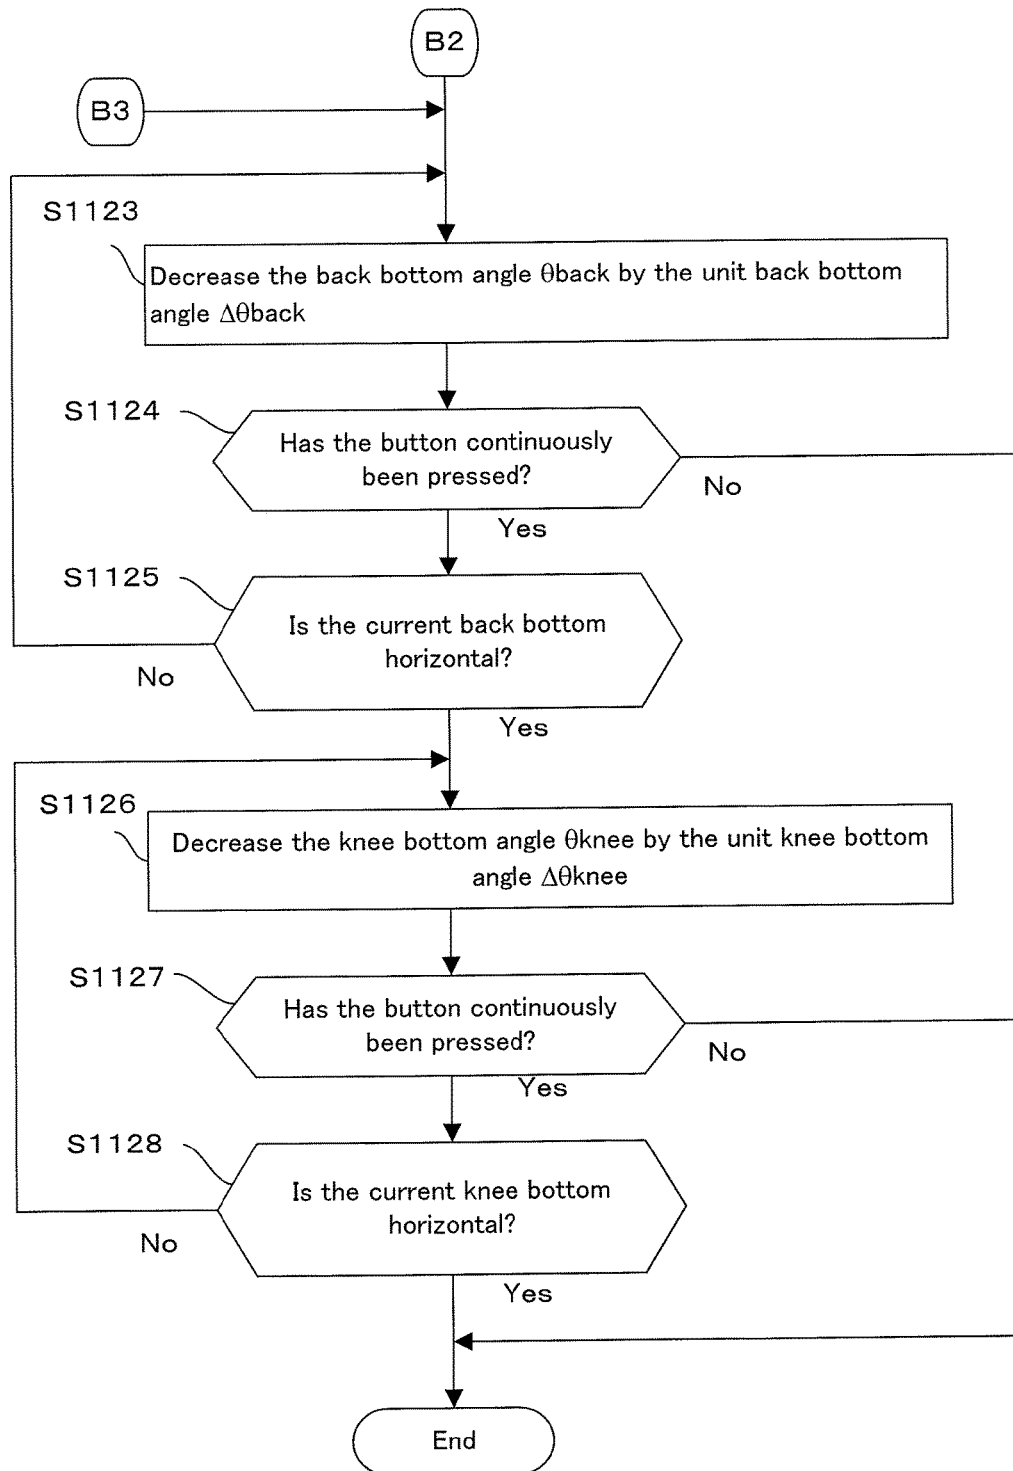 B2
B3
S1123
Decrease the back bottom angle θback by the unit back bottom
angle Δθback
S1124
Has the button continuously
been pressed?
No
Yes
S1125
Is the current back bottom
horizontal?
No
Yes
S1126
Decrease the knee bottom angle θknee by the unit knee bottom
angle Δθknee
S1127
Has the button continuously
been pressed?
No
Yes
S1128
Is the current knee bottom
horizontal?
No
Yes
End